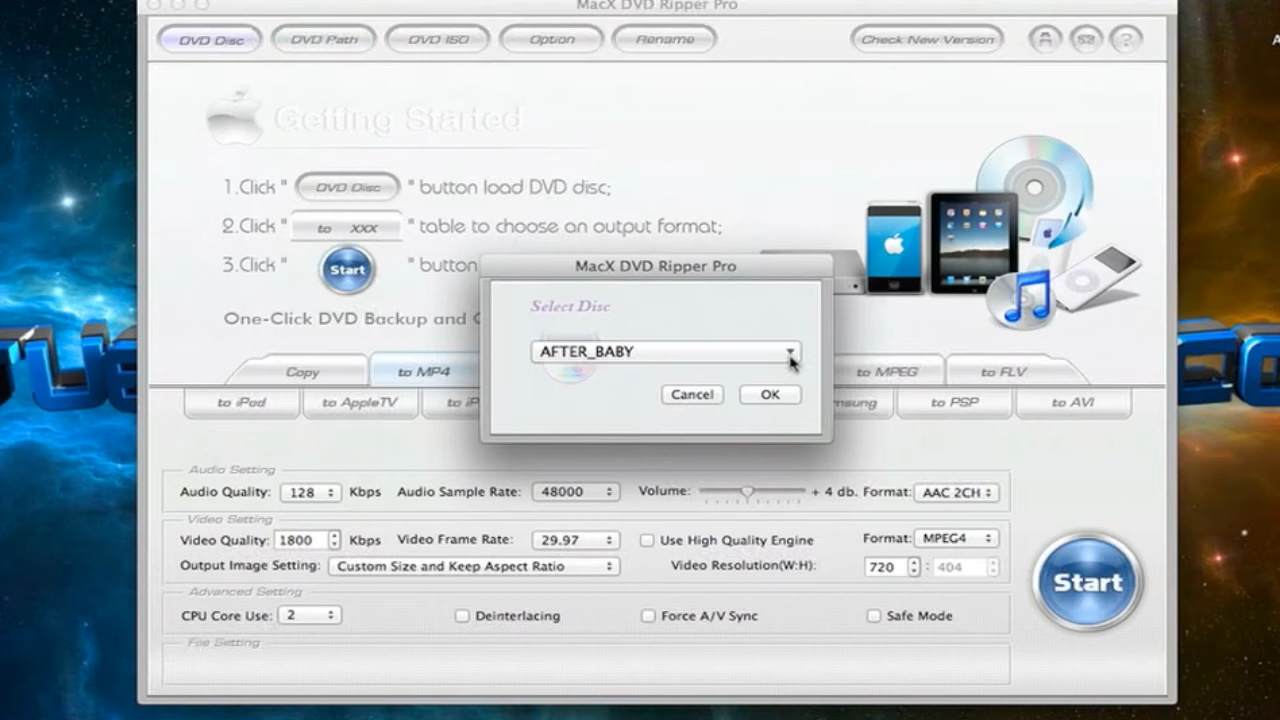 MacX DVD Ripper Pro
DVD Disc DVD Path DVD ISO Option Rename Check New Version ?
Getting Started
1.Click " DVD Disc " button load DVD disc;
2.Click " to XXX " table to choose an output format;
3.Click " Start " button
MacX DVD Ripper Pro
Select Disc
One-Click DVD Backup and
AFTER_BABY
Copy to MP4 to MPEG to FLV
Cancel OK
to iPod to AppleTV to iP msung to PSP to AVI
Audio Setting
Audio Quality: 128 Kbps Audio Sample Rate: 48000 Volume: + 4 db. Format: AAC 2CH
Video Setting
Video Quality: 1800 Kbps Video Frame Rate: 29.97 Use High Quality Engine Format: MPEG4
Output Image Setting: Custom Size and Keep Aspect Ratio Video Resolution(W:H): 720 : 404
Start
Advanced Setting
CPU Core Use: 2 Deinterlacing Force A/V Sync Safe Mode
File Setting